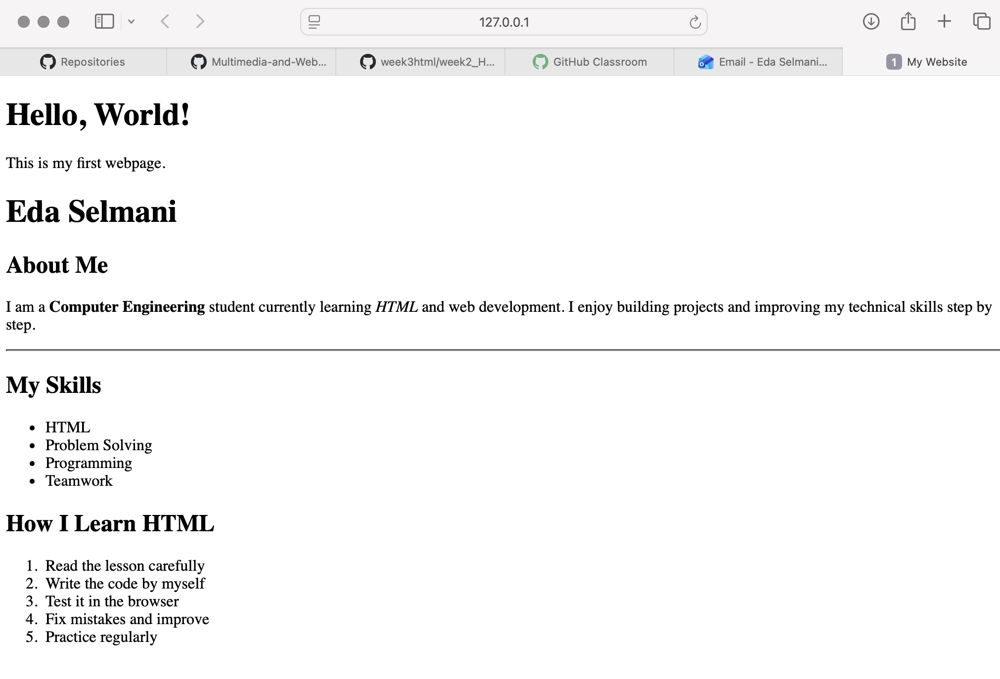 127.0.0.1
Repositories
Multimedia-and-Web...
week3html/week2_H...
GitHub Classroom
Email - Eda Selmani...
1 My Website
Hello, World!
This is my first webpage.
Eda Selmani
About Me
I am a Computer Engineering student currently learning HTML and web development. I enjoy building projects and improving my technical skills step by
step.
My Skills
• HTML
• Problem Solving
• Programming
• Teamwork
How I Learn HTML
1. Read the lesson carefully
2. Write the code by myself
3. Test it in the browser
4. Fix mistakes and improve
5. Practice regularly